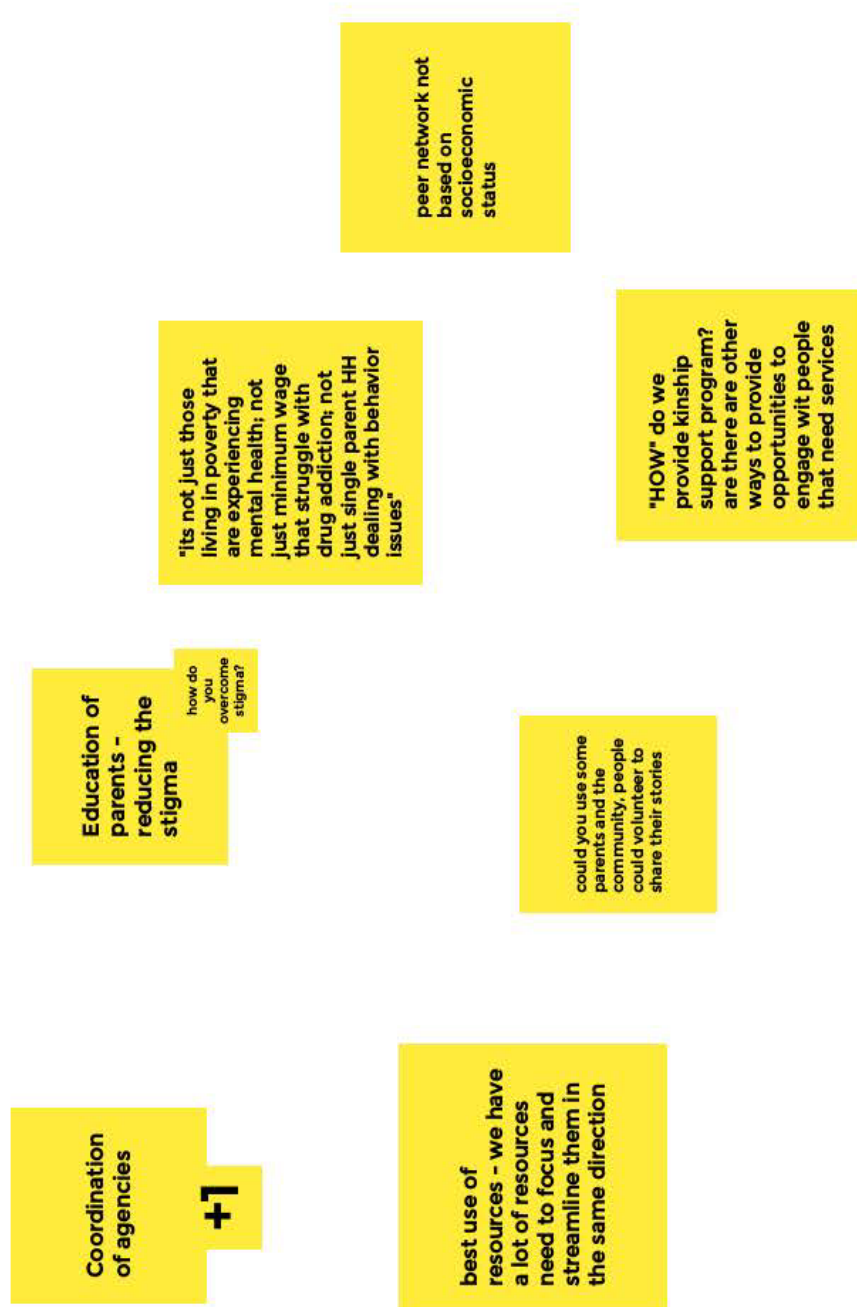 Coordination
of agencies
+1
Education of
parents -
reducing the
stigma
how do
you
overcome
stigma?
"its not just those
living in poverty that
are experiencing
mental health; not
just minimum wage
that struggle with
drug addiction; not
just single parent HH
dealing with behavior
issues"
peer network not
based on
socioeconomic
status
best use of
resources - we have
a lot of resources
need to focus and
streamline them in
the same direction
could you use some
parents and the
community, people
could volunteer to
share their stories
"HOW" do we
provide kinship
support program?
are there are other
ways to provide
opportunities to
engage wit people
that need services